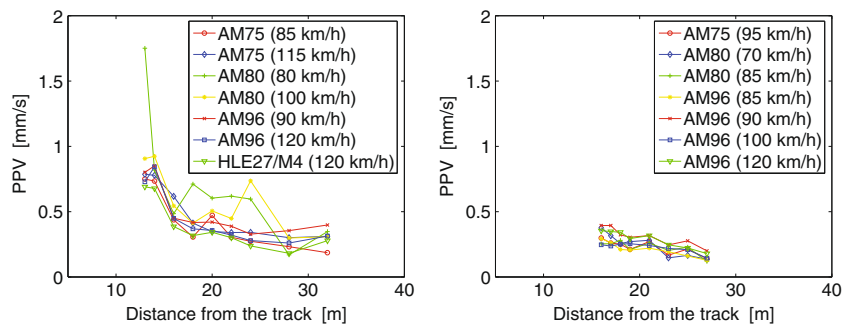 2
1.5
1
0.5
0
PPV [mm/s]
10
20
30
40
Distance from the track [m]
AM75 (85 km/h)
AM75 (115 km/h)
AM80 (80 km/h)
AM80 (100 km/h)
AM96 (90 km/h)
AM96 (120 km/h)
HLE27/M4 (120 km/h)
2
1.5
1
0.5
0
PPV [mm/s]
10
20
30
40
Distance from the track [m]
AM75 (95 km/h)
AM80 (70 km/h)
AM80 (85 km/h)
AM96 (85 km/h)
AM96 (90 km/h)
AM96 (100 km/h)
AM96 (120 km/h)